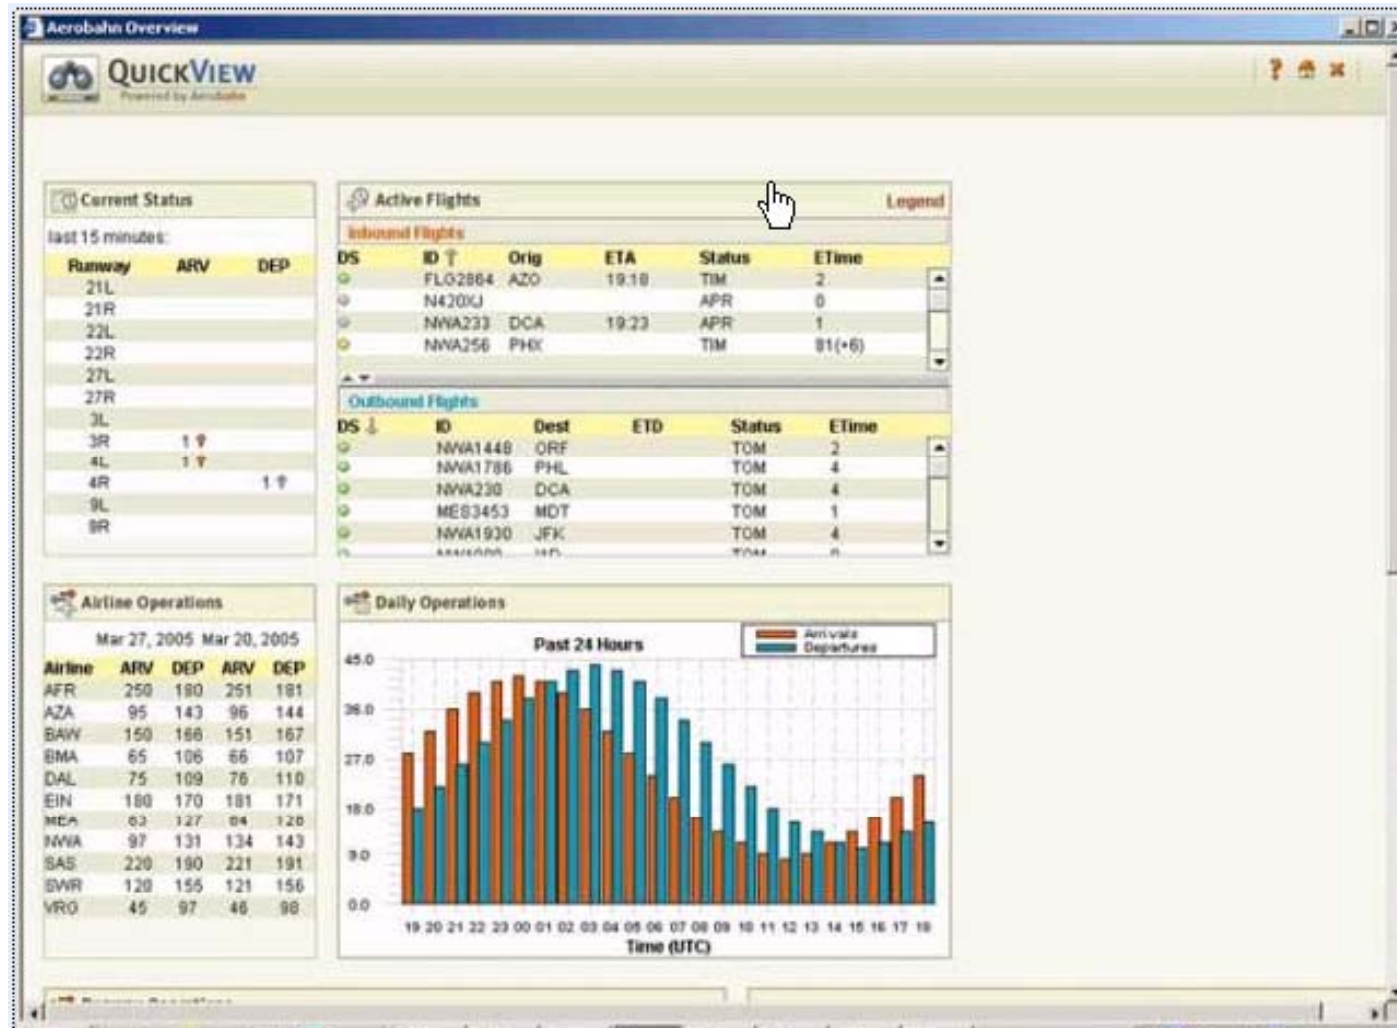 Aerobahn Overview
QUICKVIEW
Powered by Aerobahn
?
Current Status
last 15 minutes:
Runway ARV DEP
21L
21R
22L
22R
27L
27R
3L
3R 1
4L 1
4R 1
9L
9R
Active Flights Legend
Inbound Flights
DS ID Orig ETA Status ETime
FLG2864 AZO 19:18 TIM 2
N420XJ APR 0
NWA233 DCA 19:23 APR 1
NWA256 PHX TIM 81(+6)
Outbound Flights
DS ID Dest ETD Status ETime
NWA1448 ORF TOM 2
NWA1786 PHL TOM 4
NWA230 DCA TOM 4
MES3453 MDT TOM 1
NWA1930 JFK TOM 4
TOM
Airline Operations
Mar 27, 2005 Mar 20, 2005
Airline ARV DEP ARV DEP
AFR 250 180 251 181
AZA 95 143 96 144
BAW 150 166 151 167
BMA 65 106 66 107
DAL 75 109 76 110
EIN 180 170 181 171
MEA 63 127 64 128
NWA 97 131 134 143
SAS 220 190 221 191
SWR 120 155 121 156
VRG 45 97 46 98
Daily Operations
Past 24 Hours
Arrivals
Departures
45.0
36.0
27.0
18.0
9.0
0.0
19 20 21 22 23 00 01 02 03 04 05 06 07 08 09 10 11 12 13 14 15 16 17 18
Time (UTC)